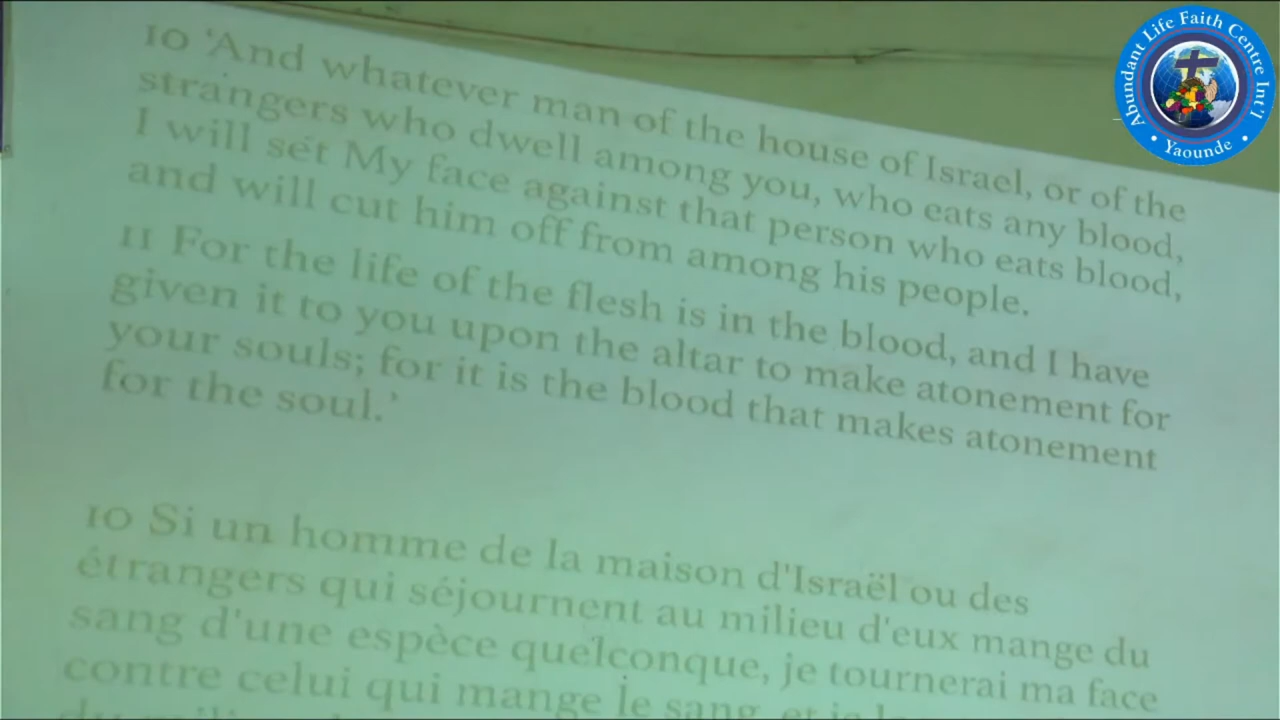 10 'And whatever man of the house of Israel, or of the
strangers who dwell among you, who eats any blood,
I will set My face against that person who eats blood,
and will cut him off from among his people.
11 For the life of the flesh is in the blood, and I have
given it to you upon the altar to make atonement for
your souls; for it is the blood that makes atonement
for the soul.'
10 Si un homme de la maison d'Israël ou des
étrangers qui séjournent au milieu d'eux mange du
sang d'une espèce quelconque, je tournerai ma face
contre celui qui mange le sang, et je
Abundant Life Faith Centre Int'l
• Yaounde •